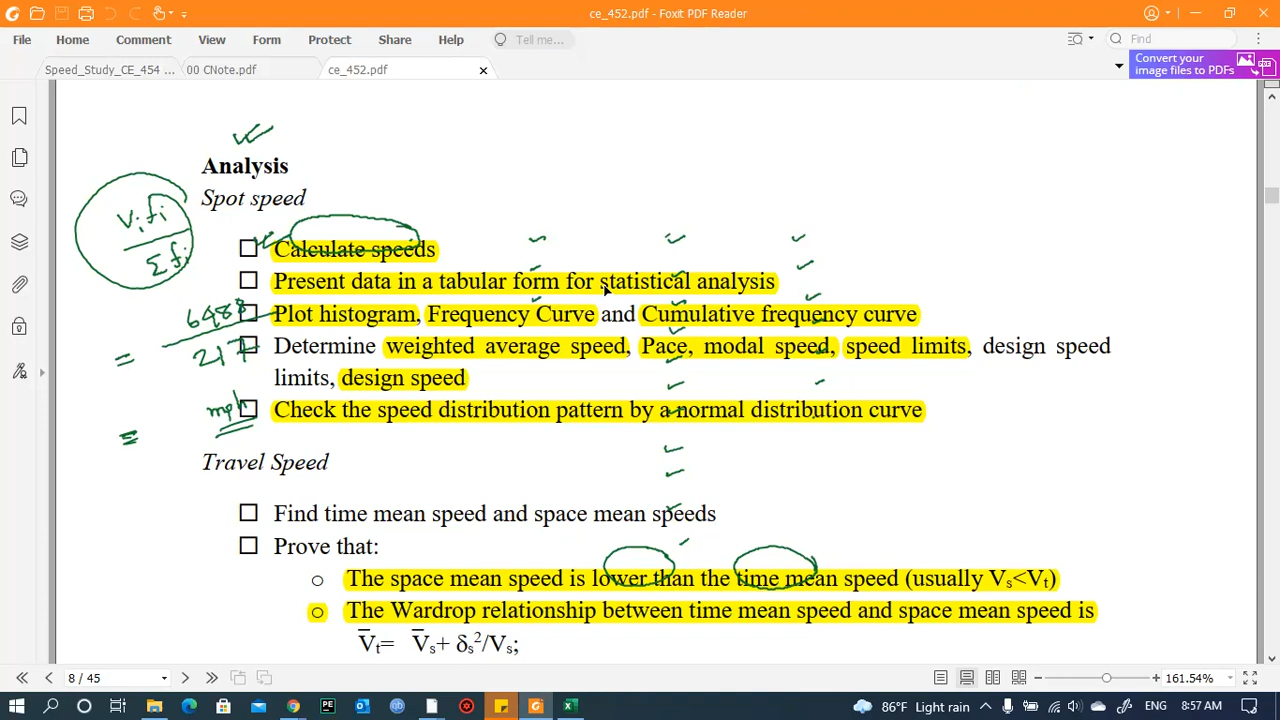 ce_452.pdf - Foxit PDF Reader
File Home Comment View Form Protect Share Help Tell me... Find
Speed_Study_CE_454 ... 00 CNote.pdf ce_452.pdf
Convert your
image files to PDFs
Analysis
Spot speed
Vifi
Σfi
Calculate speeds
Present data in a tabular form for statistical analysis
Plot histogram, Frequency Curve and Cumulative frequency curve
= 6488
217
Determine weighted average speed, Pace, modal speed, speed limits, design speed
limits, design speed
= mph
Check the speed distribution pattern by a normal distribution curve
Travel Speed
Find time mean speed and space mean speeds
Prove that:
The space mean speed is lower than the time mean speed (usually Vs<Vt)
The Wardrop relationship between time mean speed and space mean speed is
V̅t= V̅s+ δs²/Vs;
8 / 45
161.54%
86°F Light rain ENG 8:57 AM